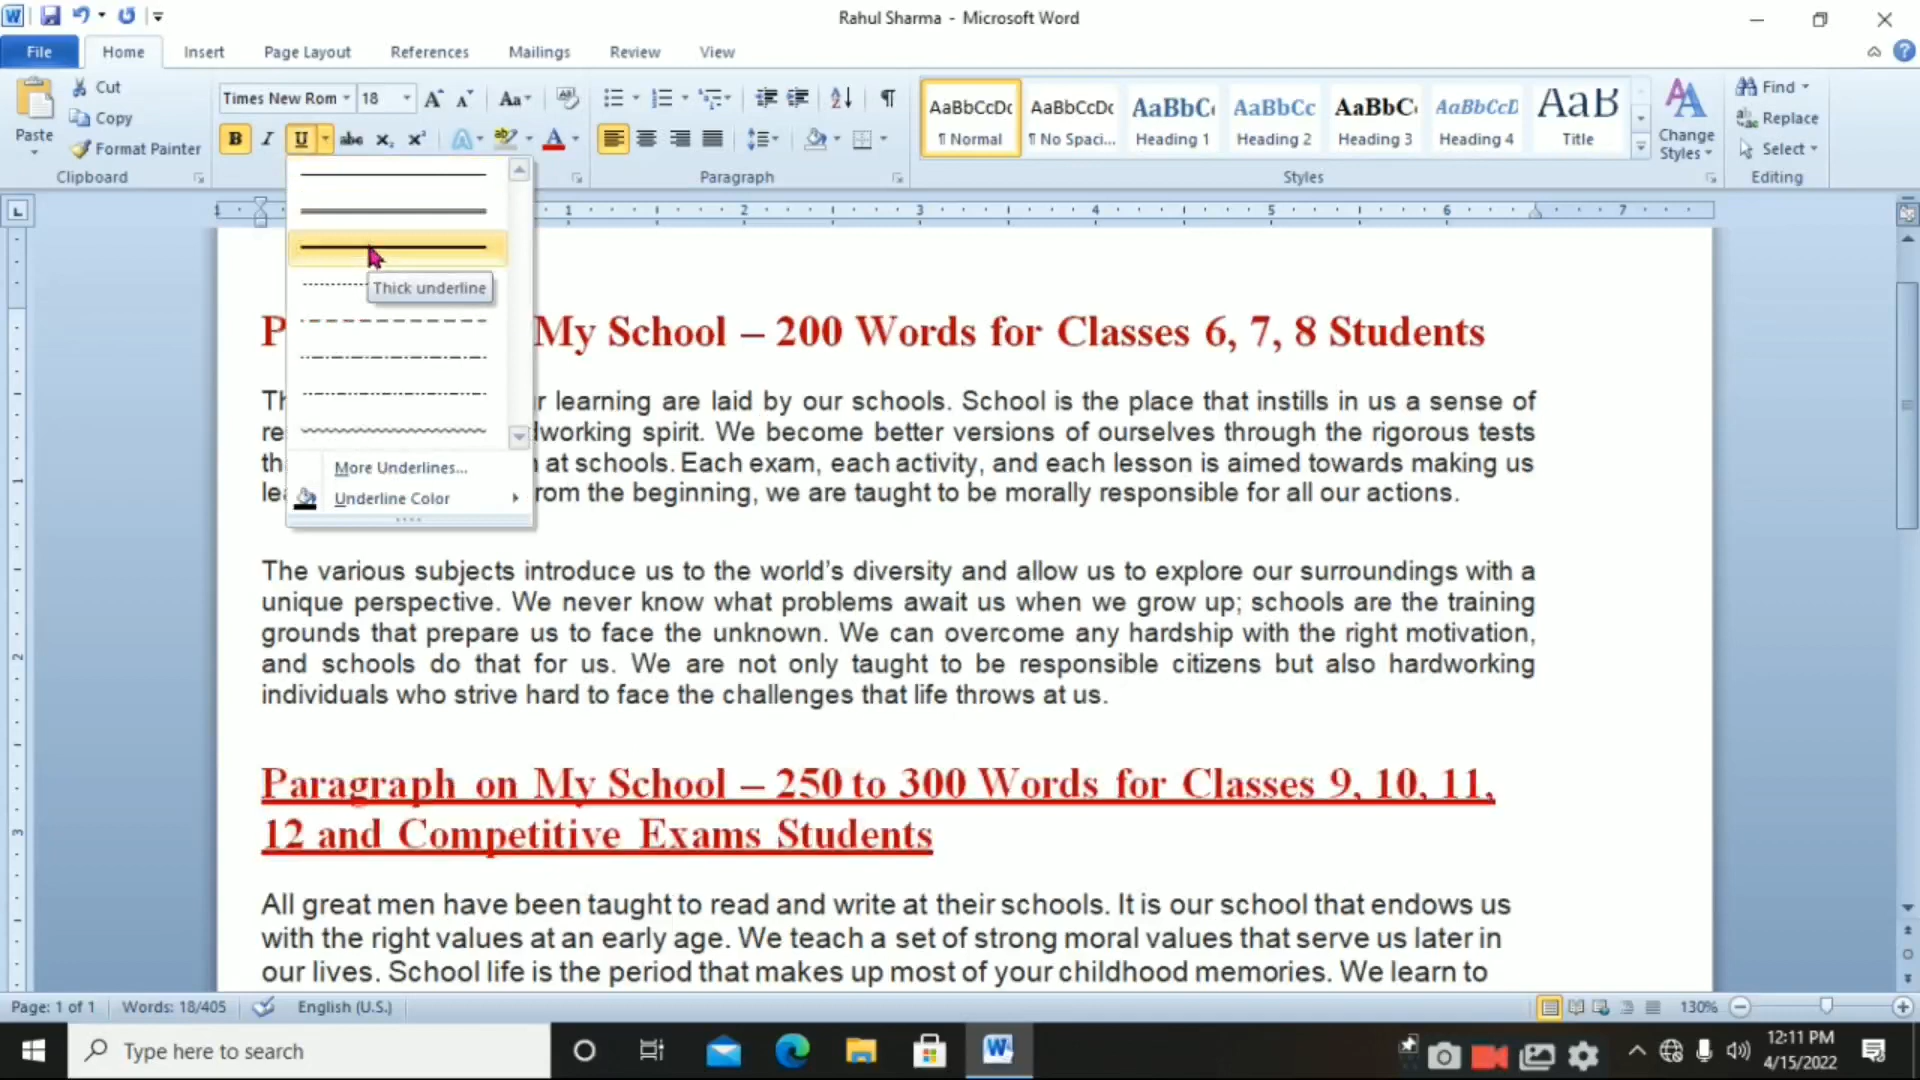 Rahul Sharma - Microsoft Word
File Home Insert Page Layout References Mailings Review View
Paste
Cut
Copy
Format Painter
Clipboard
Times New Rom 18
Paragraph
AaBbCcDc AaBbCcDc AaBbC AaBbCc AaBbC AaBbCcD AaB
¶ Normal ¶ No Spaci... Heading 1 Heading 2 Heading 3 Heading 4 Title
Styles
Change
Styles
Find
Replace
Select
Editing
1 1 2 3 4 5 6 7
Thick underline
More Underlines...
Underline Color
My School – 200 Words for Classes 6, 7, 8 Students
learning are laid by our schools. School is the place that instills in us a sense of
working spirit. We become better versions of ourselves through the rigorous tests
at schools. Each exam, each activity, and each lesson is aimed towards making us
from the beginning, we are taught to be morally responsible for all our actions.
The various subjects introduce us to the world’s diversity and allow us to explore our surroundings with a
unique perspective. We never know what problems await us when we grow up; schools are the training
grounds that prepare us to face the unknown. We can overcome any hardship with the right motivation,
and schools do that for us. We are not only taught to be responsible citizens but also hardworking
individuals who strive hard to face the challenges that life throws at us.
Paragraph on My School – 250 to 300 Words for Classes 9, 10, 11,
12 and Competitive Exams Students
All great men have been taught to read and write at their schools. It is our school that endows us
with the right values at an early age. We teach a set of strong moral values that serve us later in
our lives. School life is the period that makes up most of your childhood memories. We learn to
Page: 1 of 1 Words: 18/405 English (U.S.) 130%
Type here to search
12:11 PM
4/15/2022